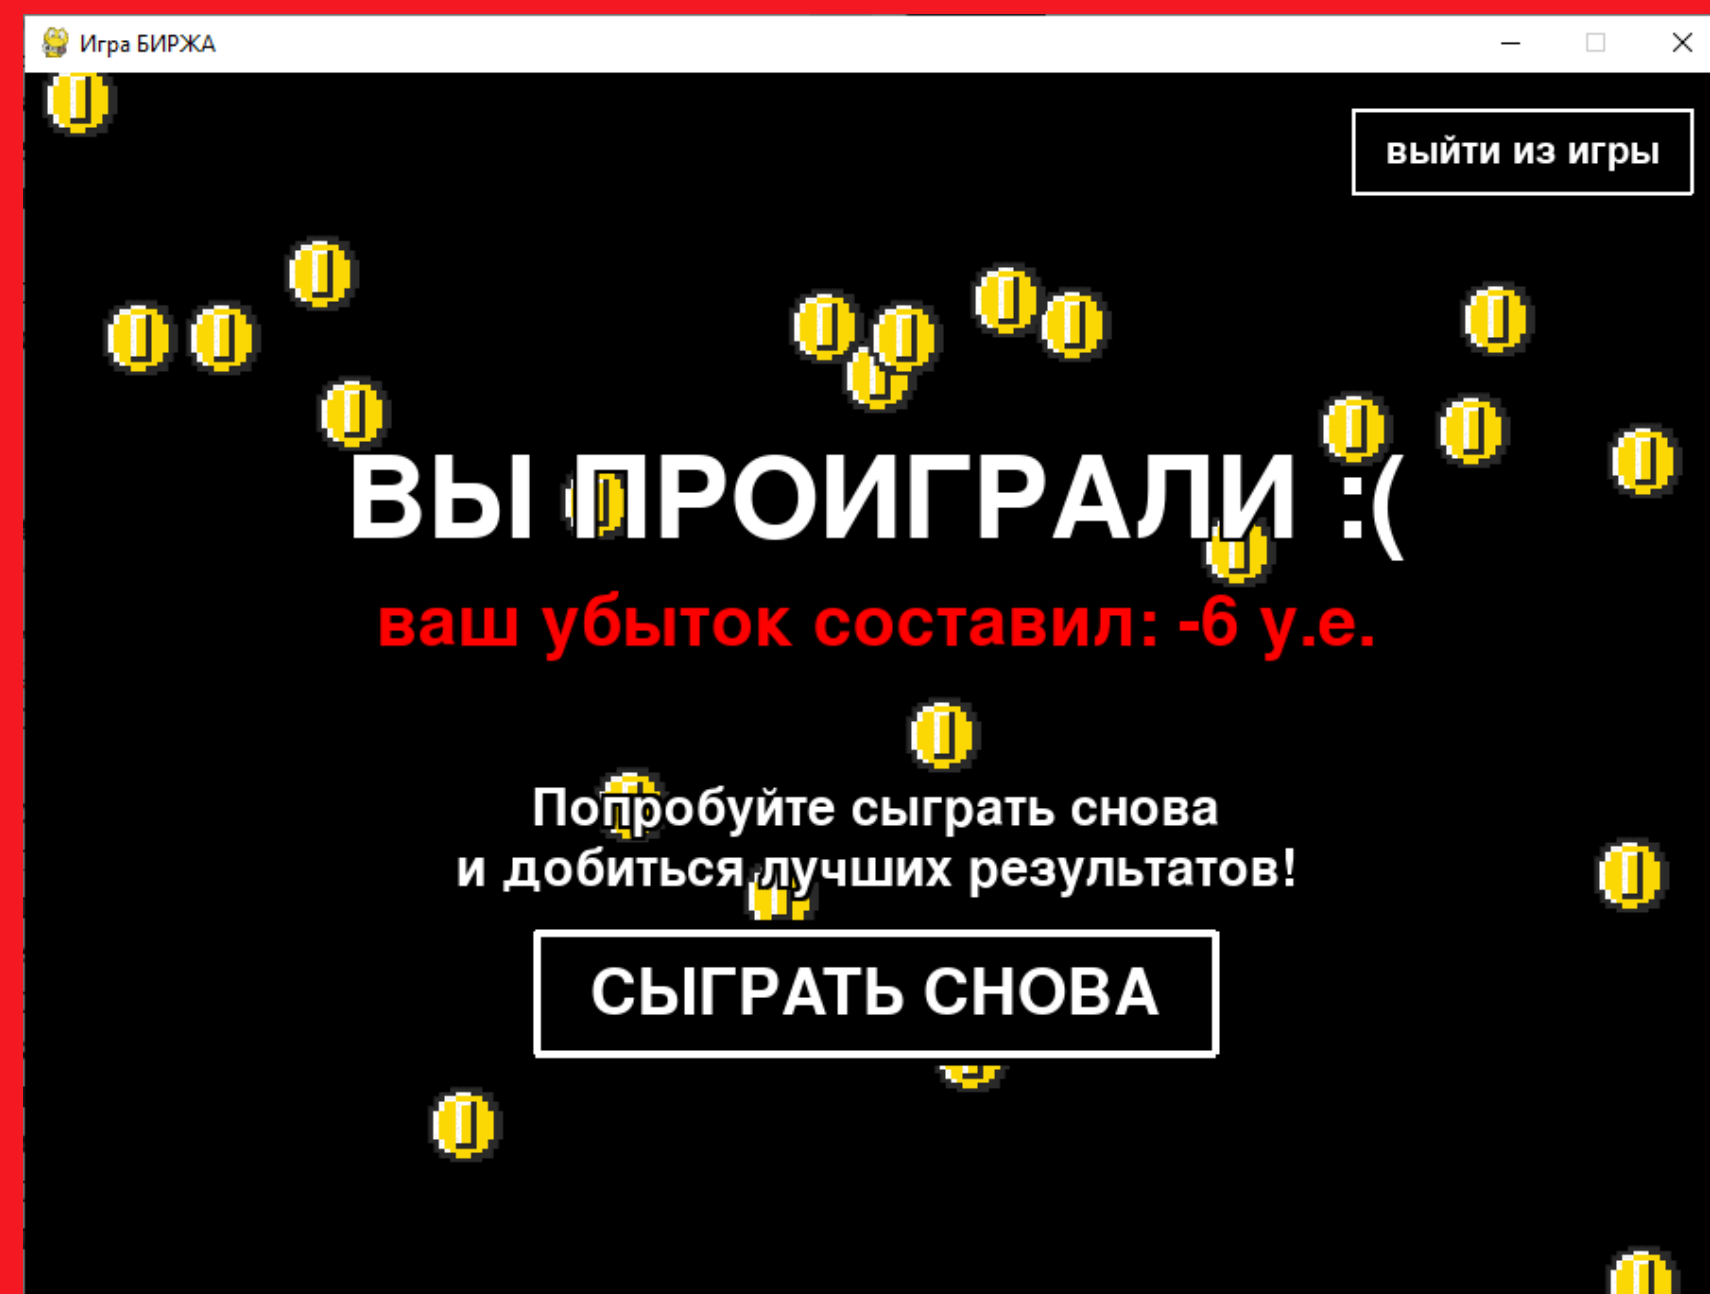 Игра БИРЖА
выйти из игры
ВЫ ПРОИГРАЛИ :(
ваш убыток составил: -6 у.е.
Попробуйте сыграть снова
и добиться лучших результатов!
СЫГРАТЬ СНОВА